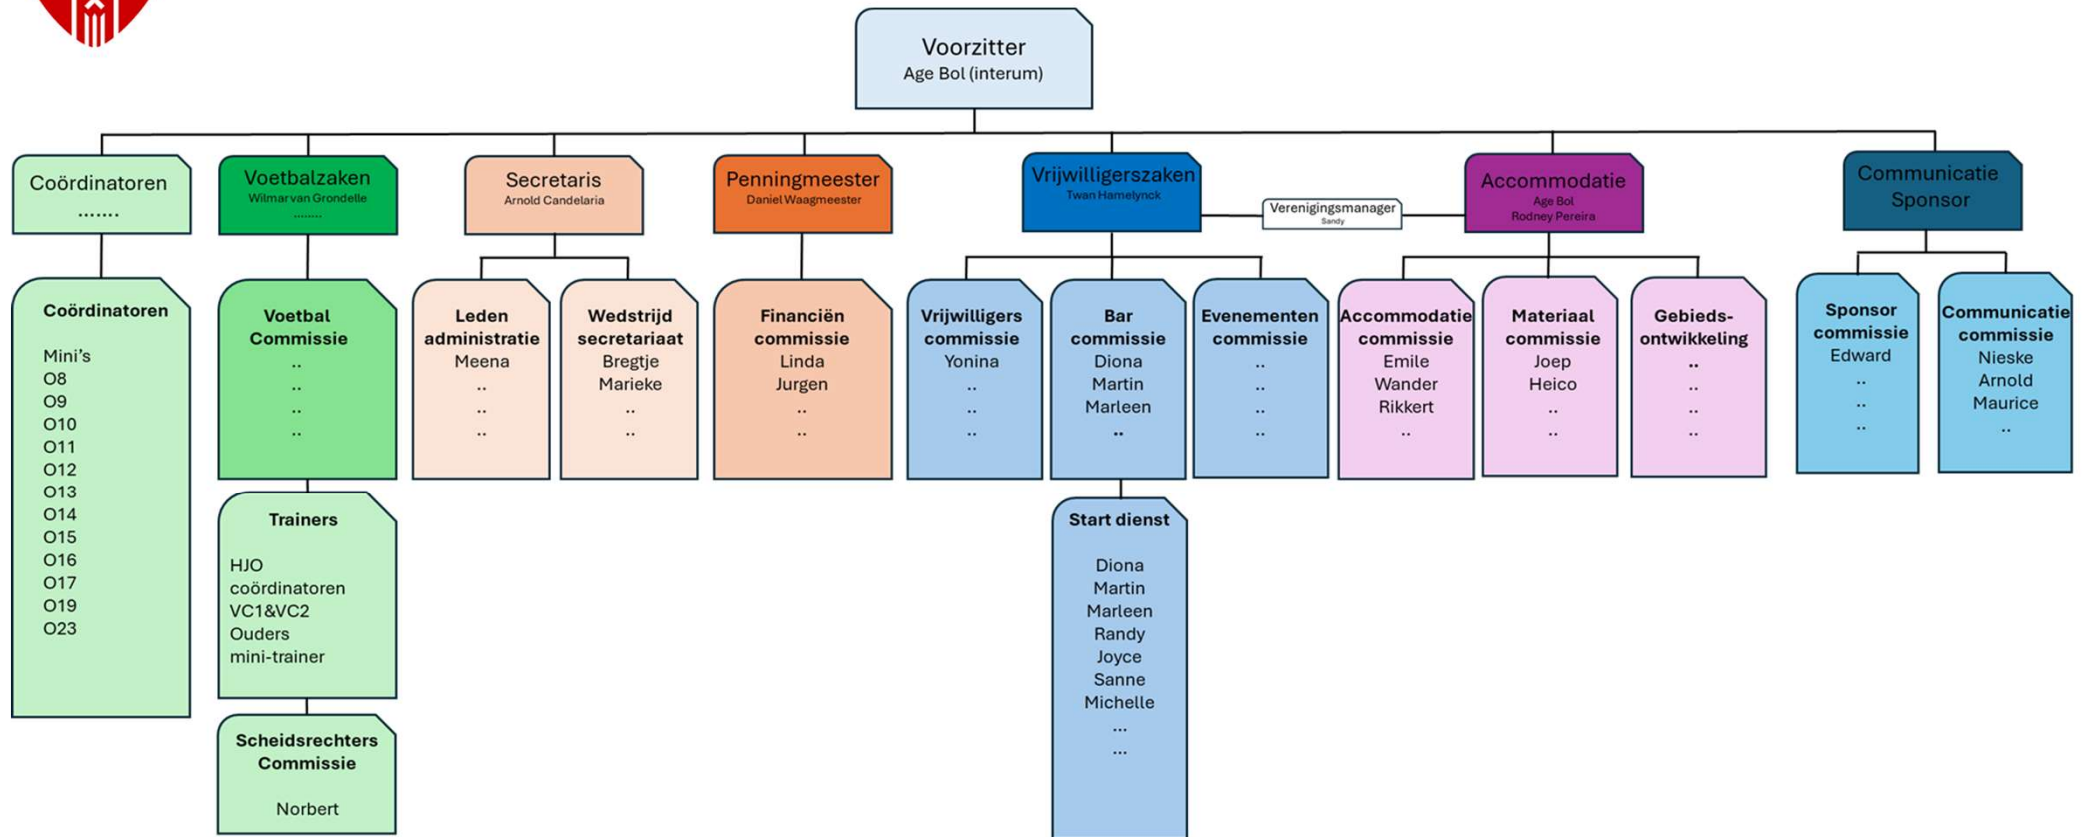 Voorzitter
Age Bol (interum)
Coördinatoren
.......
Voetbalzaken
Wilmar van Grondelle
........
Secretaris
Arnold Candelaria
Penningmeester
Daniel Waagmeester
Vrijwilligerszaken
Twan Hamelynck
Verenigingsmanager
Sandy
Accommodatie
Age Bol
Rodney Pereira
Communicatie
Sponsor
Coördinatoren
Mini's
O8
O9
O10
O11
O12
O13
O14
O15
O16
O17
O19
O23
Voetbal
Commissie
..
..
..
..
Trainers
HJO
coördinatoren
VC1&VC2
Ouders
mini-trainer
Scheidsrechters
Commissie
Norbert
Leden
administratie
Meena
..
..
..
Wedstrijd
secretariaat
Bregtje
Marieke
..
..
Financiën
commissie
Linda
Jurgen
..
..
Vrijwilligers
commissie
Yonina
..
..
..
Bar
commissie
Diona
Martin
Marleen
..
Start dienst
Diona
Martin
Marleen
Randy
Joyce
Sanne
Michelle
...
...
Evenementen
commissie
..
..
..
..
Accommodatie
commissie
Emile
Wander
Rikkert
..
Materiaal
commissie
Joep
Heico
..
..
Gebieds-
ontwikkeling
..
..
..
..
Sponsor
commissie
Edward
..
..
..
Communicatie
commissie
Nieske
Arnold
Maurice
..